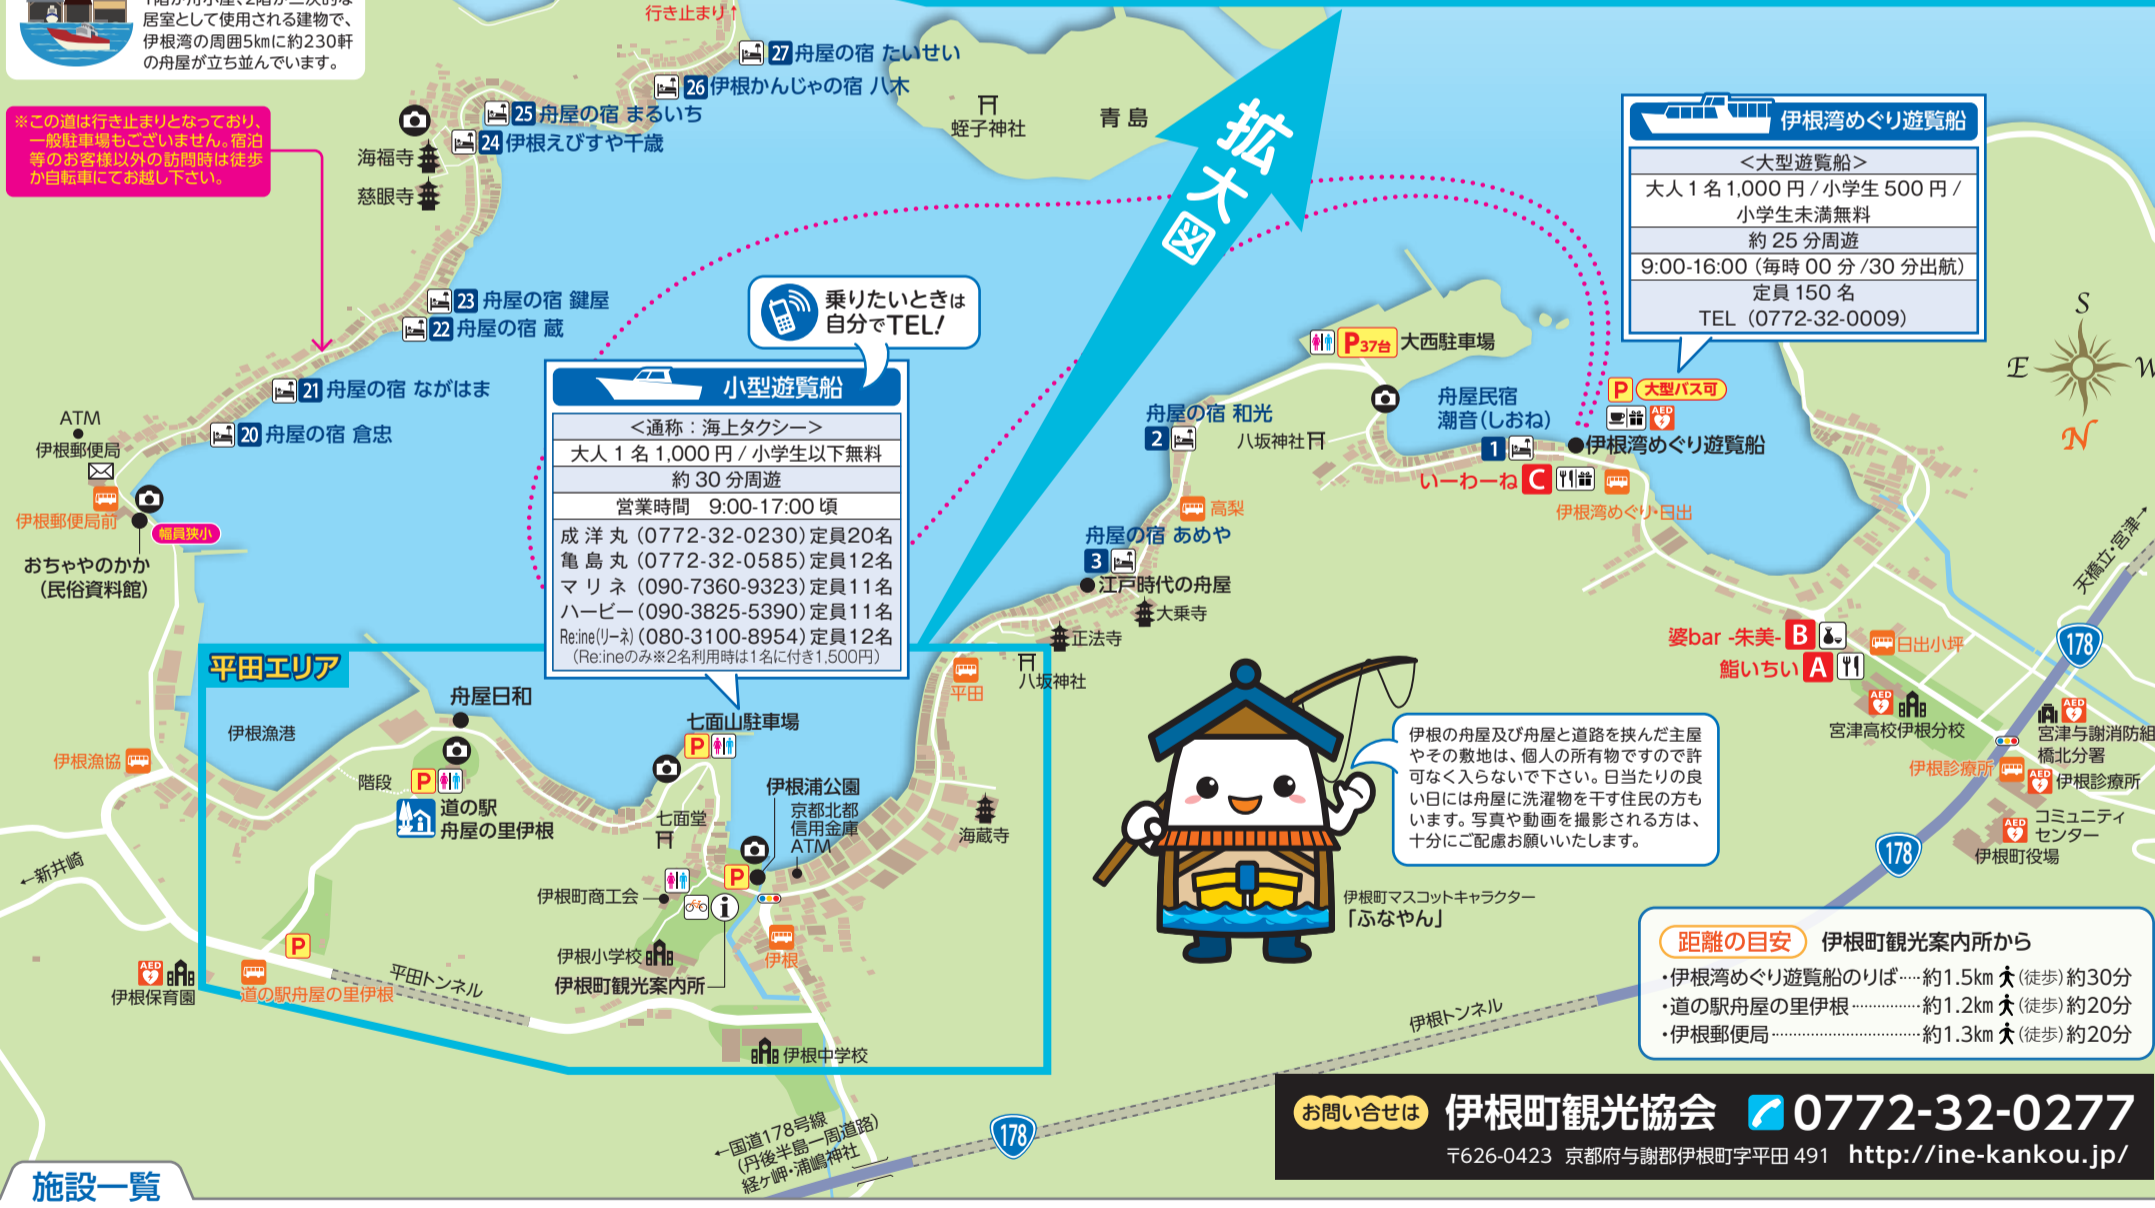 居室として使用される建物で、
伊根湾の周囲5kmに約230軒
の舟屋が立ち並んでいます。
行き止まり↑
27 舟屋の宿 たいせい
26 伊根かんじゃの宿 八木
25 舟屋の宿 まるいち
24 伊根えびすや千歳
※この道は行き止まりとなっており、
一般駐車場もございません。宿泊
等のお客様以外の訪問時は徒歩
か自転車にてお越し下さい。
海福寺
慈眼寺
蛭子神社
青島
拡大図
伊根湾めぐり遊覧船
<大型遊覧船>
大人1名1,000円/小学生500円/
小学生未満無料
約25分周遊
9:00-16:00(毎時00分/30分出航)
定員150名
TEL (0772-32-0009)
S
E
W
N
23 舟屋の宿 鍵屋
22 舟屋の宿 蔵
21 舟屋の宿 ながはま
20 舟屋の宿 倉忠
ATM
伊根郵便局
伊根郵便局前
幅員狭小
おちゃやのかか
(民俗資料館)
乗りたいときは
自分でTEL!
小型遊覧船
<通称:海上タクシー>
大人1名1,000円/小学生以下無料
約30分周遊
営業時間 9:00-17:00頃
成洋丸(0772-32-0230)定員20名
亀島丸(0772-32-0585)定員12名
マリネ(090-7360-9323)定員11名
ハービー(090-3825-5390)定員11名
Re:ine(リーネ)(080-3100-8954)定員12名
(Re:ineのみ※2名利用時は1名に付き1,500円)
P37台 大西駐車場
舟屋民宿
潮音(しおね)
1
舟屋の宿 和光
2
八坂神社
P 大型バス可
AED
伊根湾めぐり遊覧船
いーわーね C
伊根湾めぐり・日出
高梨
舟屋の宿 あめや
3
江戸時代の舟屋
大乗寺
正法寺
八坂神社
平田
天橋立・宮津→
178
婆bar -朱美- B
鮨いちい A
日出小坪
AED
宮津高校伊根分校
AED
宮津与謝消防組
橋北分署
伊根診療所
AED
伊根診療所
AED
コミュニティ
センター
伊根町役場
178
平田エリア
伊根漁港
舟屋日和
伊根漁協
階段
P
道の駅
舟屋の里伊根
七面山駐車場
P
七面堂
伊根浦公園
京都北都
信用金庫
ATM
海蔵寺
P
伊根町商工会
i
伊根小学校
伊根町観光案内所
伊根
←新井崎
P
AED
伊根保育園
道の駅舟屋の里伊根
平田トンネル
伊根中学校
伊根の舟屋及び舟屋と道路を挟んだ主屋
やその敷地は、個人の所有物ですので許
可なく入らないで下さい。日当たりの良
い日には舟屋に洗濯物を干す住民の方も
います。写真や動画を撮影される方は、
十分にご配慮お願いいたします。
伊根町マスコットキャラクター
「ふなやん」
伊根トンネル
距離の目安 伊根町観光案内所から
・伊根湾めぐり遊覧船のりば……約1.5km (徒歩)約30分
・道の駅舟屋の里伊根……………約1.2km (徒歩)約20分
・伊根郵便局………………………約1.3km (徒歩)約20分
←国道178号線
(丹後半島一周道路)
経ヶ岬・浦嶋神社
178
お問い合せは 伊根町観光協会 0772-32-0277
〒626-0423 京都府与謝郡伊根町字平田 491 http://ine-kankou.jp/
施設一覧